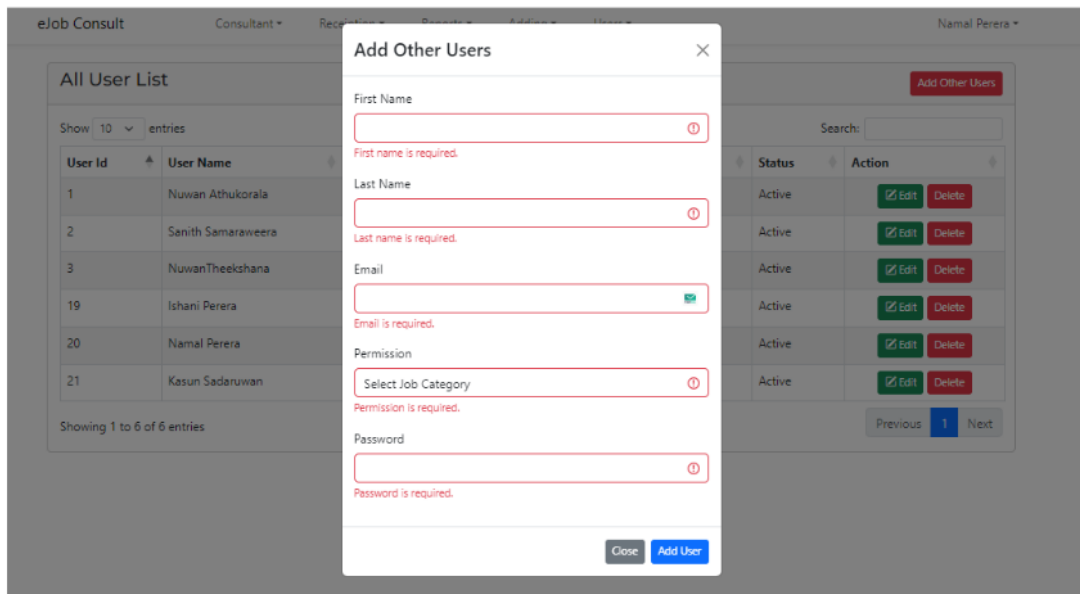 eJob Consult Consultant Reception Reports Adding Users Namal Perera
Add Other Users
All User List Add Other Users
First Name
First name is required.
Show 10 entries Search:
User Id User Name Status Action
1 Nuwan Athukorala Active Edit Delete
Last Name
Last name is required.
2 Sanith Samaraweera Active Edit Delete
Email
Email is required.
3 NuwanTheekshana Active Edit Delete
19 Ishani Perera Active Edit Delete
Permission
Select Job Category
Permission is required.
20 Namal Perera Active Edit Delete
21 Kasun Sadaruwan Active Edit Delete
Showing 1 to 6 of 6 entries Previous 1 Next
Password
Password is required.
Close Add User